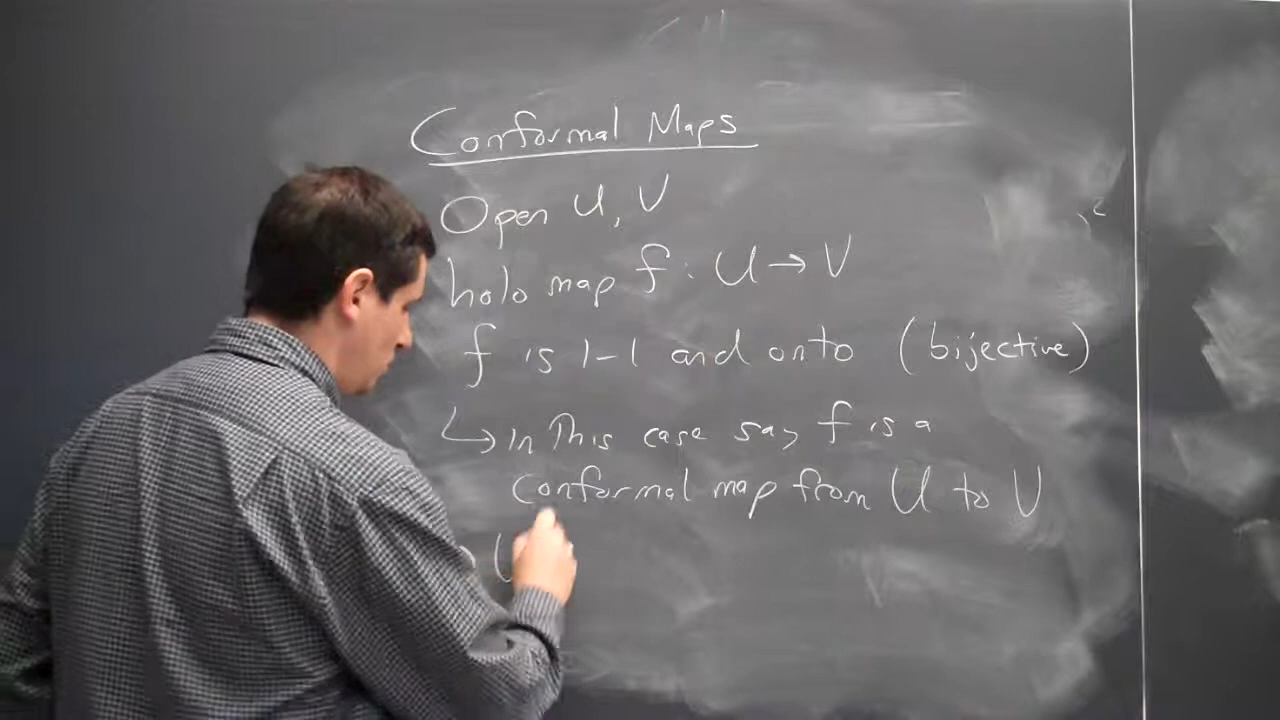 Conformal Maps
Open U, V
holo map f : U → V
f is 1-1 and onto (bijective)
↳ in this case say f is a
conformal map from U to V